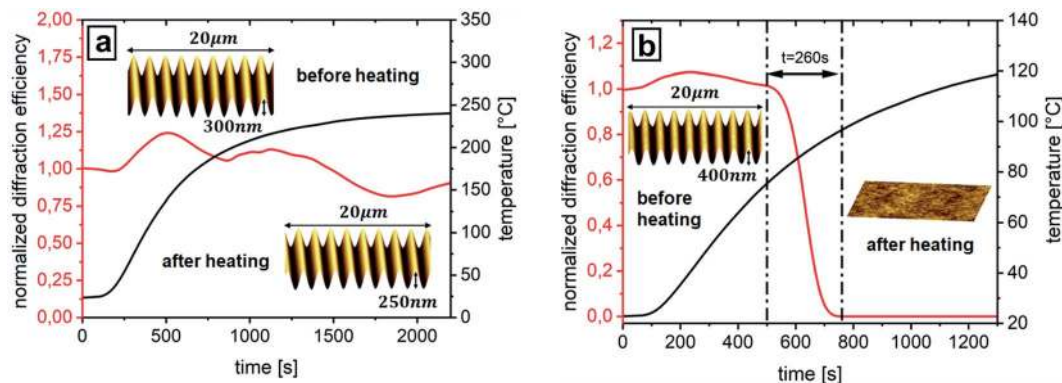 a
20μm
before heating
300nm
20μm
after heating
250nm
normalized diffraction efficiency
2,00
1,75
1,50
1,25
1,00
0,75
0,50
0,25
0,00
0
500
1000
1500
2000
time [s]
350
300
250
200
150
100
50
0
temperature [°C]
b
t=260s
20μm
400nm
before
heating
after heating
normalized diffraction efficiency
1,2
1,0
0,8
0,6
0,4
0,2
0,0
0
200
400
600
800
1000
1200
time [s]
140
120
100
80
60
40
20
temperature [°C]